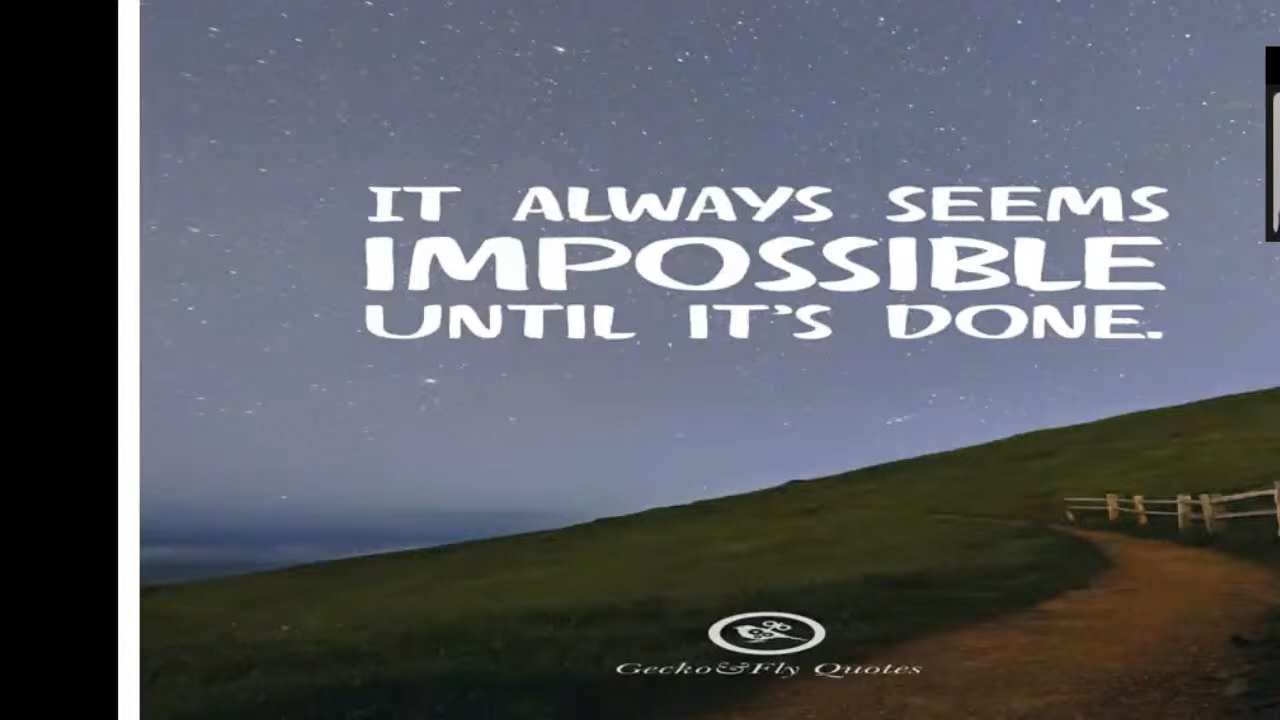 IT ALWAYS SEEMS
IMPOSSIBLE
UNTIL IT'S DONE.
Gecko&Fly Quotes